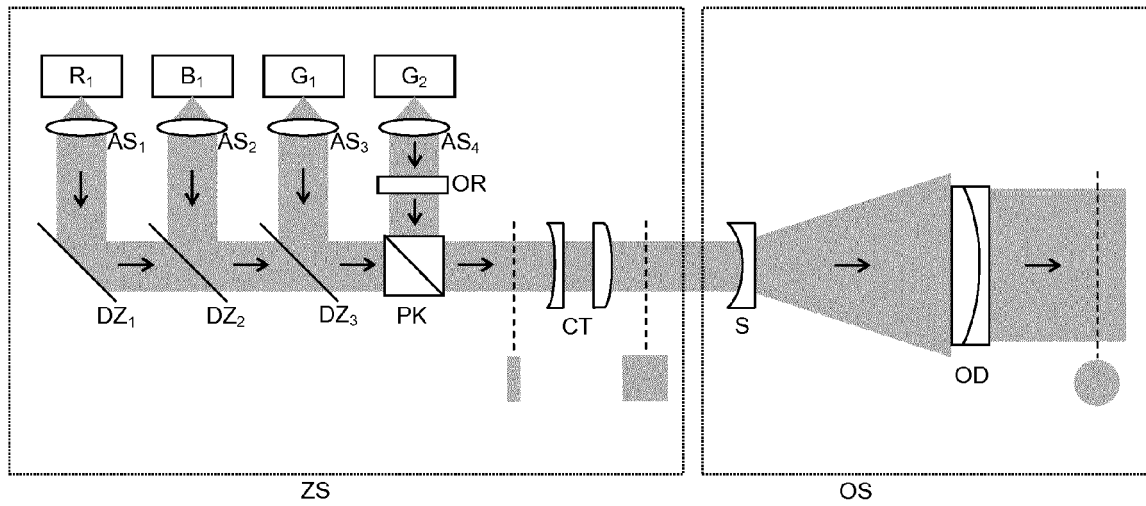 R₁ B₁ G₁ G₂
AS₁ AS₂ AS₃ AS₄
OR
DZ₁ DZ₂ DZ₃ PK CT S
OD
ZS OS